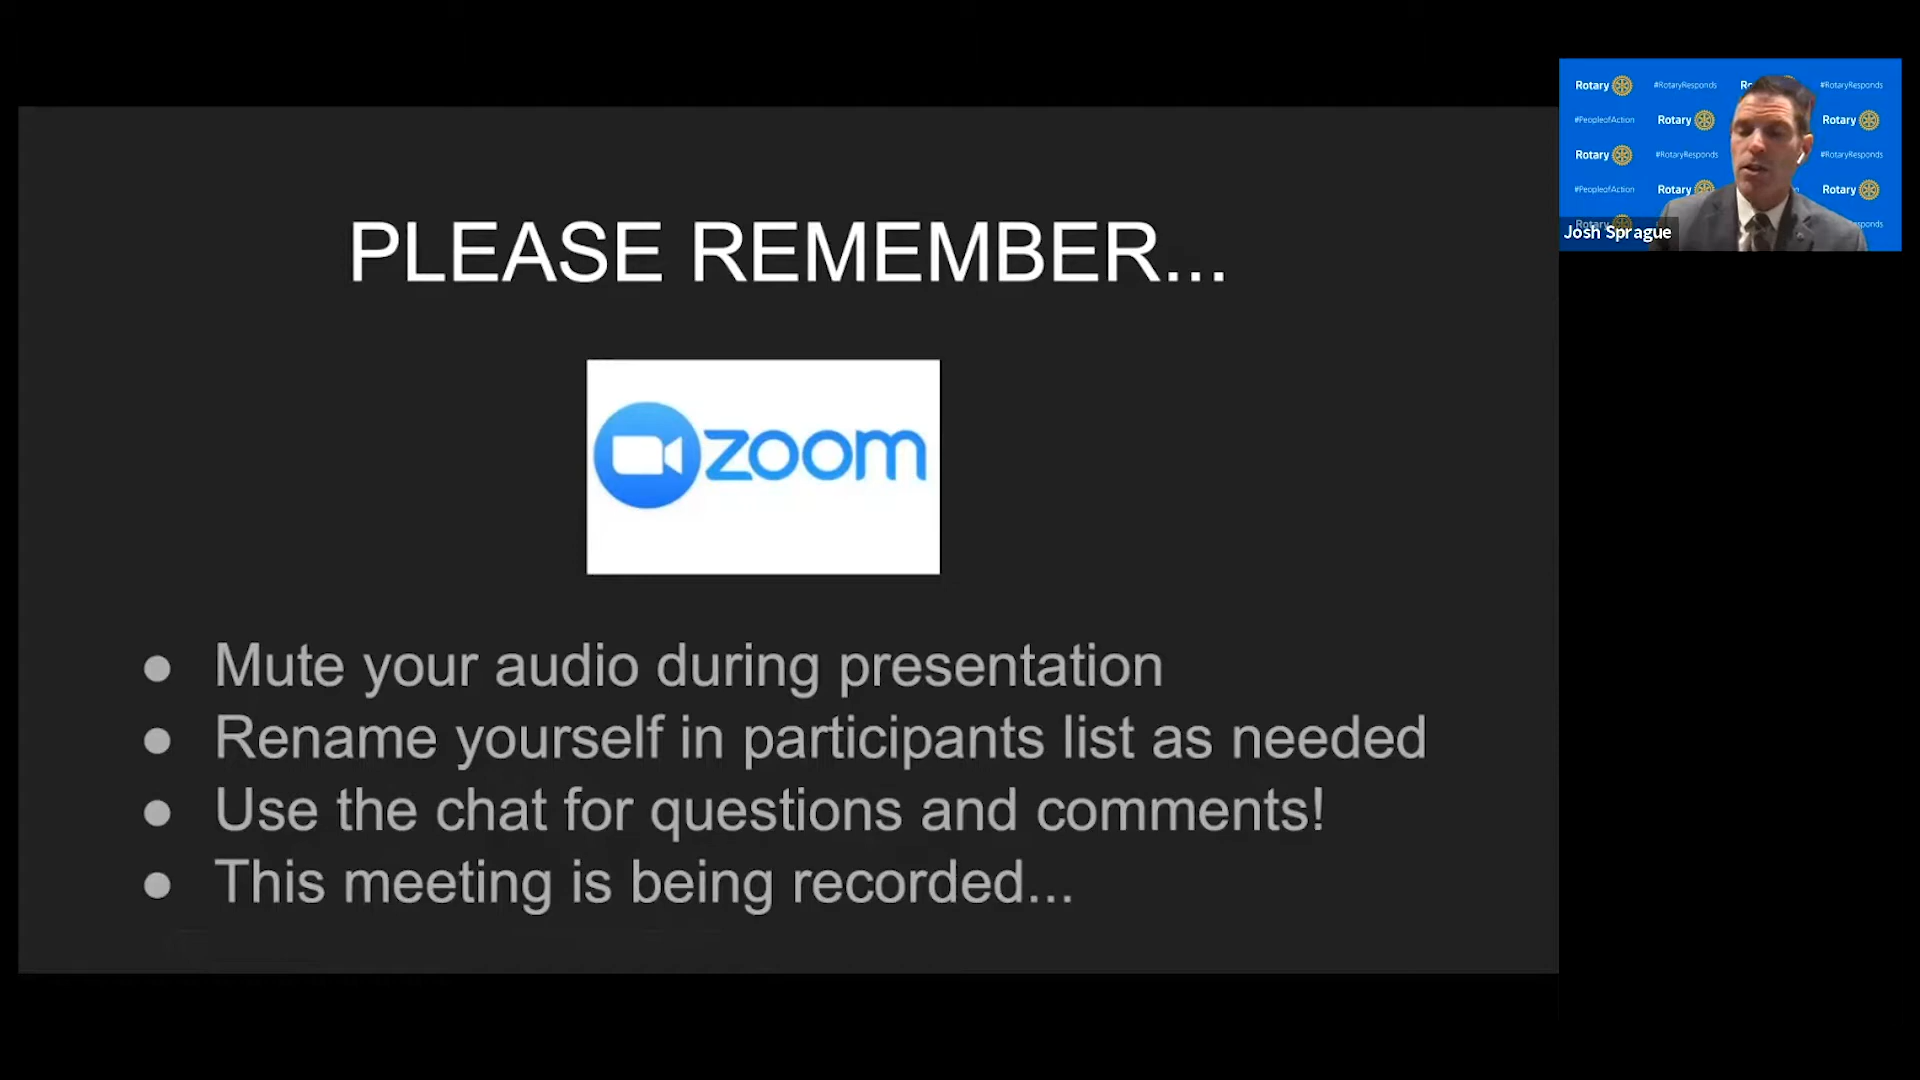 PLEASE REMEMBER...
zoom
● Mute your audio during presentation
● Rename yourself in participants list as needed
● Use the chat for questions and comments!
● This meeting is being recorded...
Rotary #RotaryResponds Ro #RotaryResponds
#PeopleofAction Rotary Rotary
Rotary #RotaryResponds #RotaryResponds
#PeopleofAction Rotary Rotary
Rotary sponds
Josh Sprague